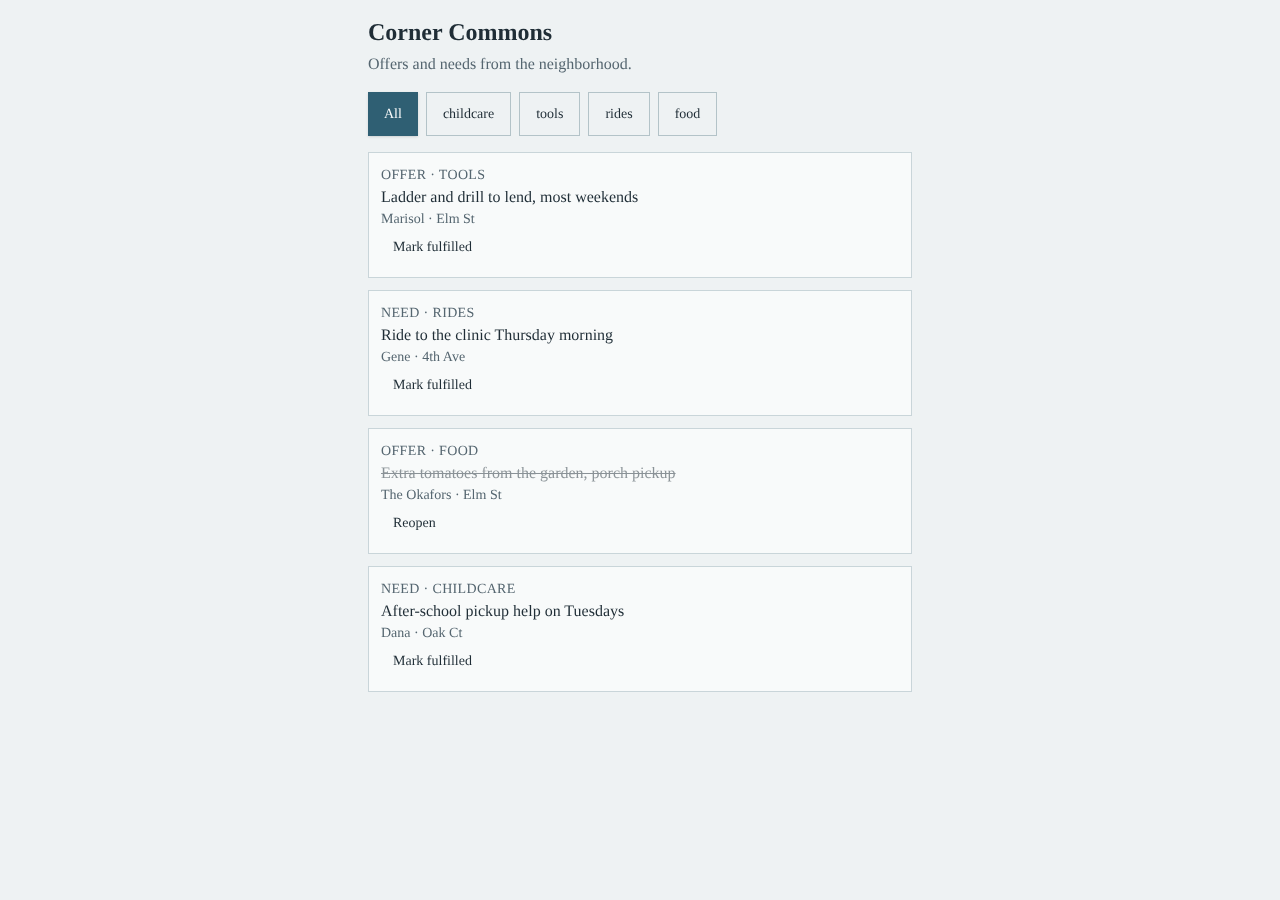 Corner Commons
Offers and needs from the neighborhood.
All childcare tools rides food
OFFER · TOOLS
Ladder and drill to lend, most weekends
Marisol · Elm St
Mark fulfilled
NEED · RIDES
Ride to the clinic Thursday morning
Gene · 4th Ave
Mark fulfilled
OFFER · FOOD
Extra tomatoes from the garden, porch pickup
The Okafors · Elm St
Reopen
NEED · CHILDCARE
After-school pickup help on Tuesdays
Dana · Oak Ct
Mark fulfilled